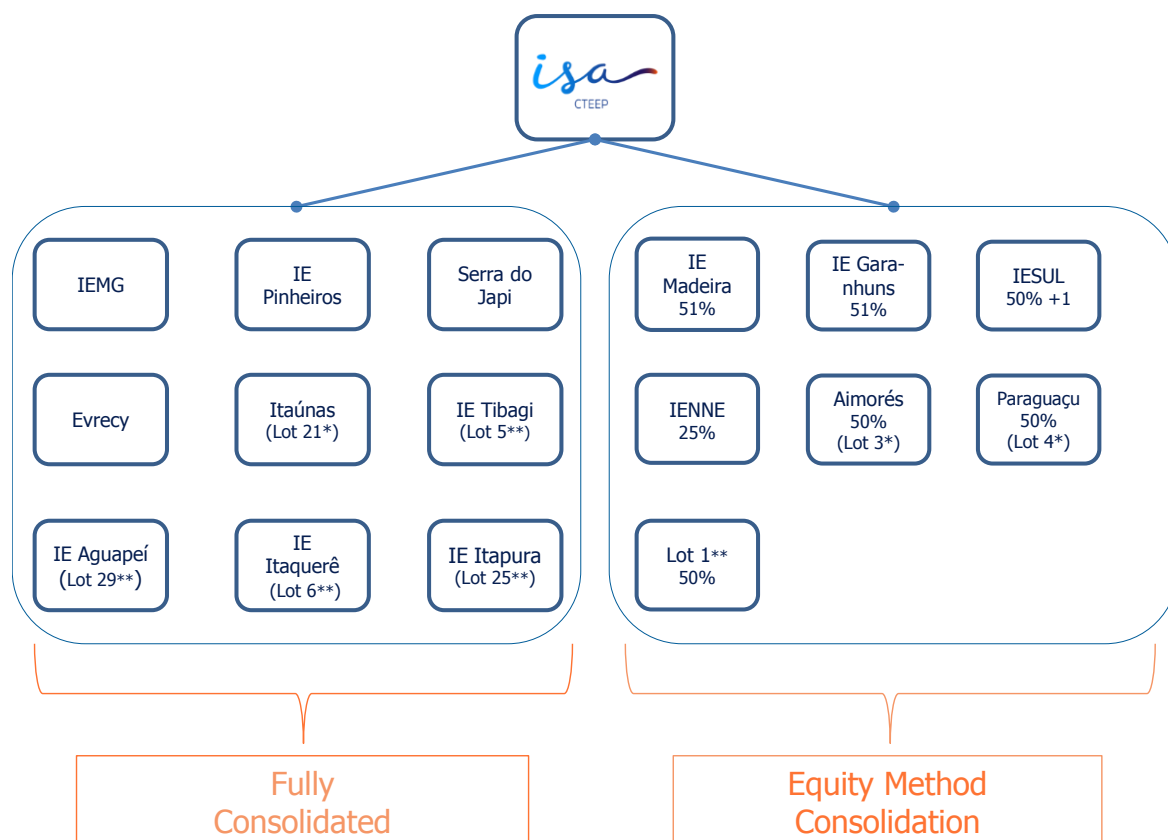 isa
CTEEP
IEMG
IE
Pinheiros
Serra do
Japi
Evrecy
Itaúnas
(Lot 21*)
IE Tibagi
(Lot 5**)
IE Aguapeí
(Lot 29**)
IE
Itaquerê
(Lot 6**)
IE Itapura
(Lot 25**)
IE
Madeira
51%
IE Gara-
nhuns
51%
IESUL
50% +1
IENNE
25%
Aimorés
50%
(Lot 3*)
Paraguaçu
50%
(Lot 4*)
Lot 1**
50%
Fully
Consolidated
Equity Method
Consolidation